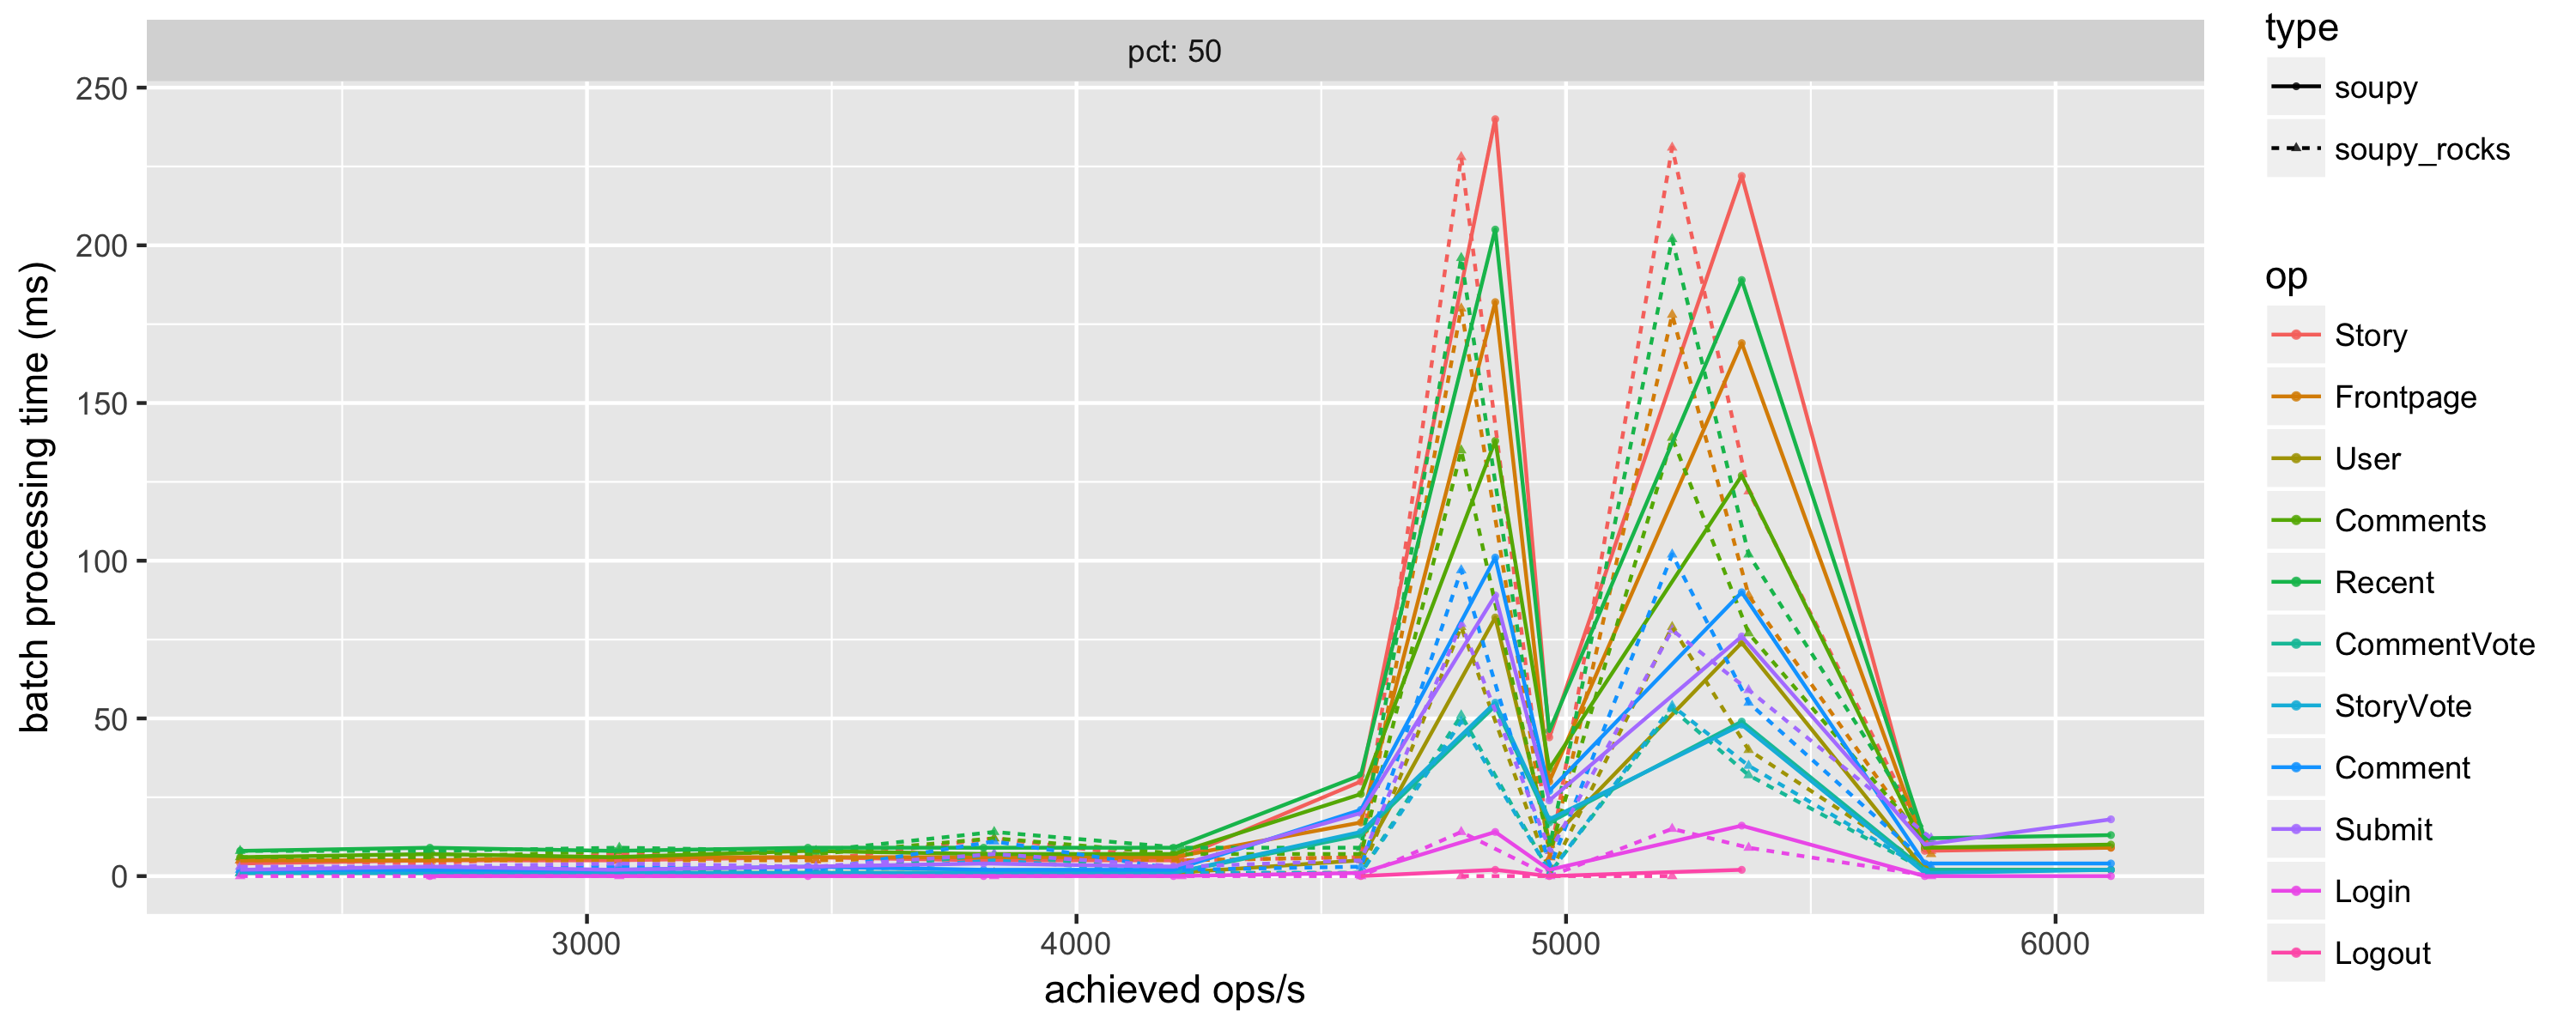 pct: 50
250
200
150
100
50
0
batch processing time (ms)
3000
4000
5000
6000
achieved ops/s
type
soupy
soupy_rocks
op
Story
Frontpage
User
Comments
Recent
CommentVote
StoryVote
Comment
Submit
Login
Logout